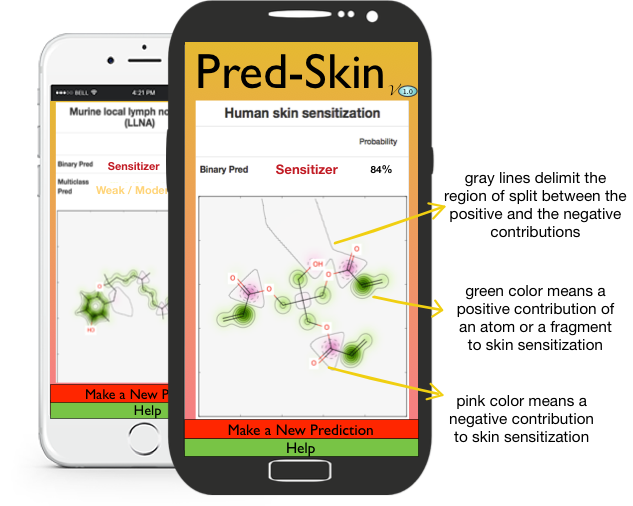 Pred-Skin
v 1.0
●●●○○ BELL
4:21 PM
Murine local lymph no
(LLNA)
Binary Pred Sensitizer
Multiclass
Pred Weak / Moder
O
HO
Make a New P
Help
Human skin sensitization
Probability
Binary Pred Sensitizer 84%
O
OH
O
O
O
O
O
O
Make a New Prediction
Help
gray lines delimit the
region of split between the
positive and the negative
contributions
green color means a
positive contribution of
an atom or a fragment
to skin sensitization
pink color means a
negative contribution
to skin sensitization